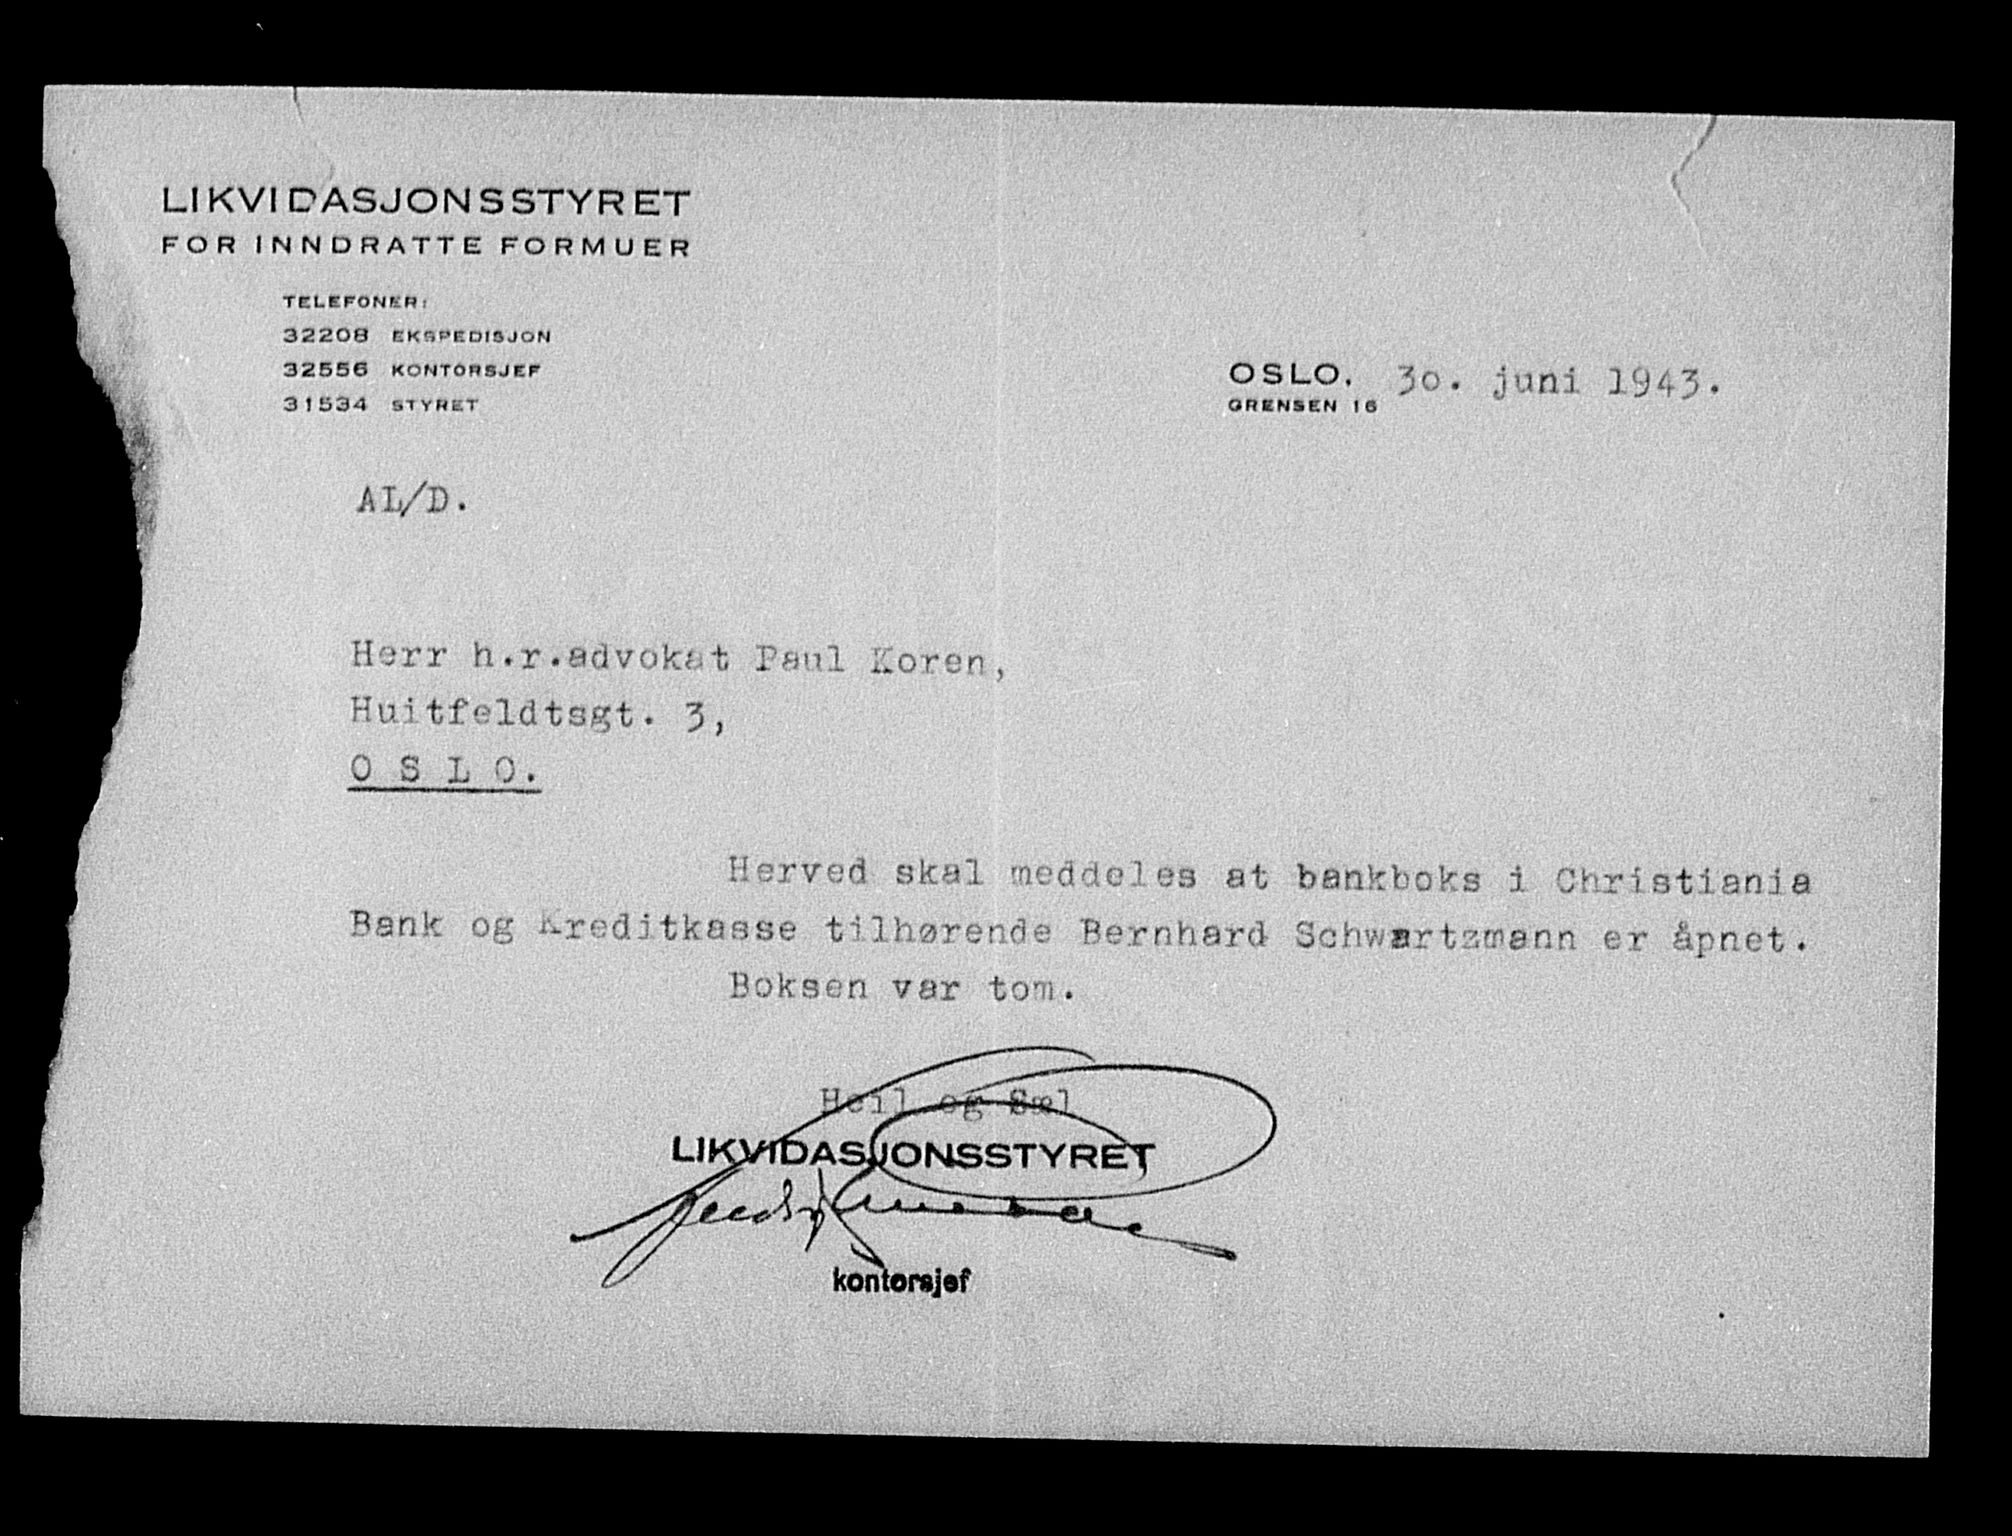 LIKVIDASJONSSTYRET
FOR INNDRATTE FORMUER
TELEFONER:
32208 EKSPEDISJON
32556 KONTORSJEF
31534 STYRET
OSLO, 30. juni 1943.
GRENSEN 16
AL/D.
Herr h.r.advokat Paul Koren,
Huitfeldtsgt. 3,
O S L O.
Herved skal meddeles at bankboks i Christiania
Bank og Kreditkasse tilhørende Bernhard Schwartzmann er åpnet.
Boksen var tom.
Heil og Sæl
LIKVIDASJONSSTYRET
kontorsjef